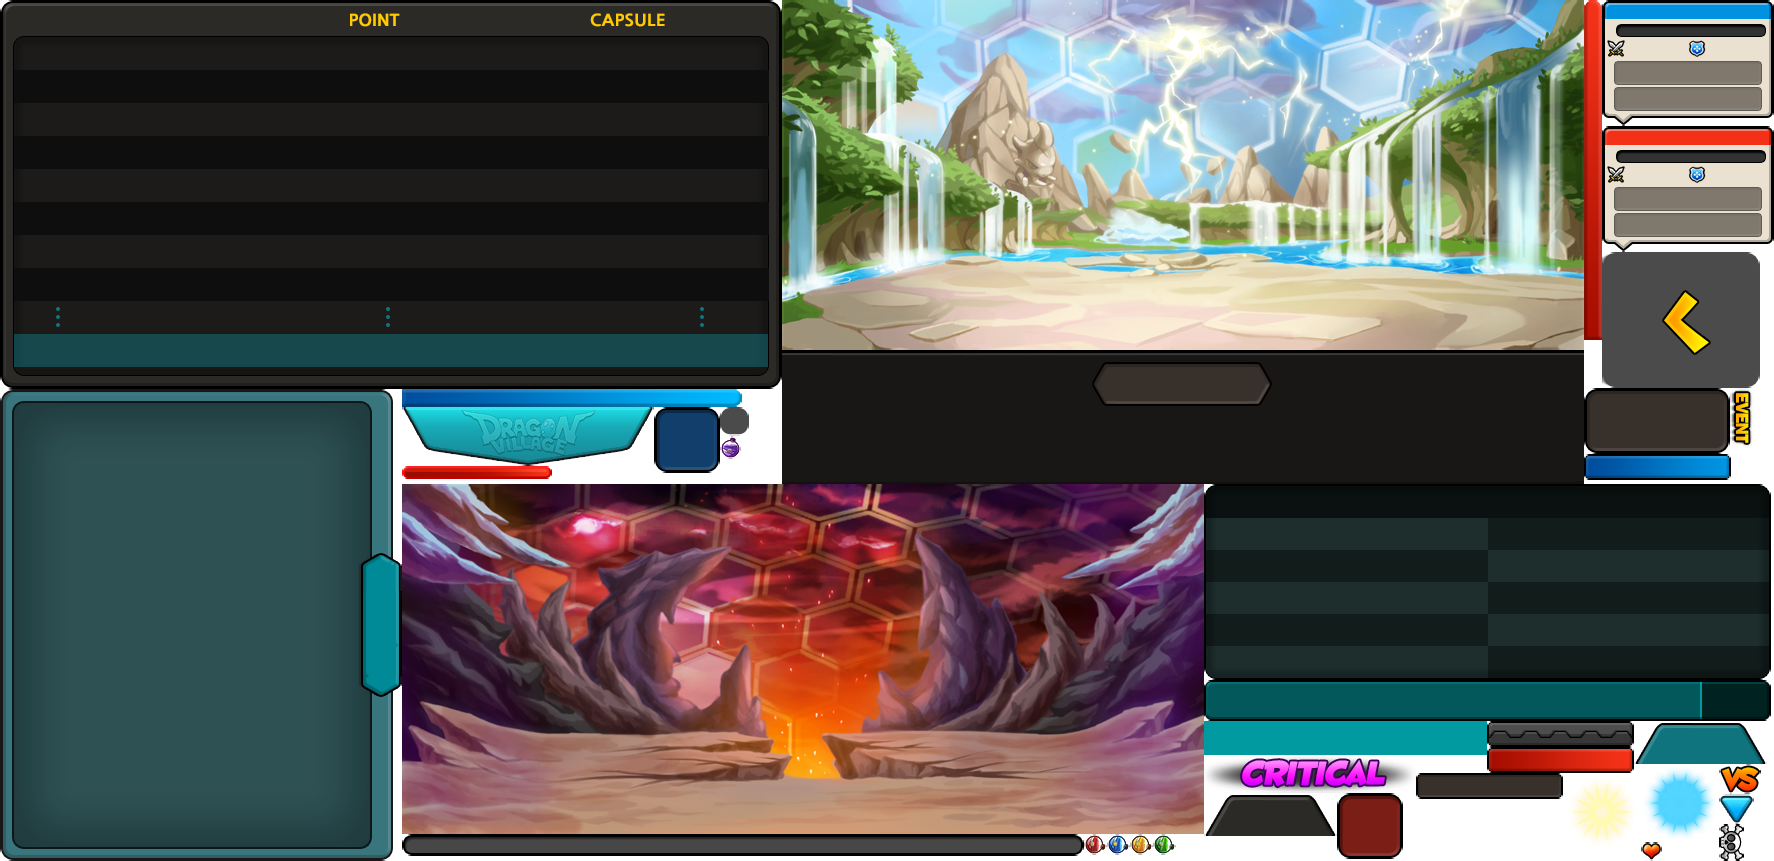 POINT CAPSULE
DRAGON
VILLAGE
EVENT
CRITICAL
VS